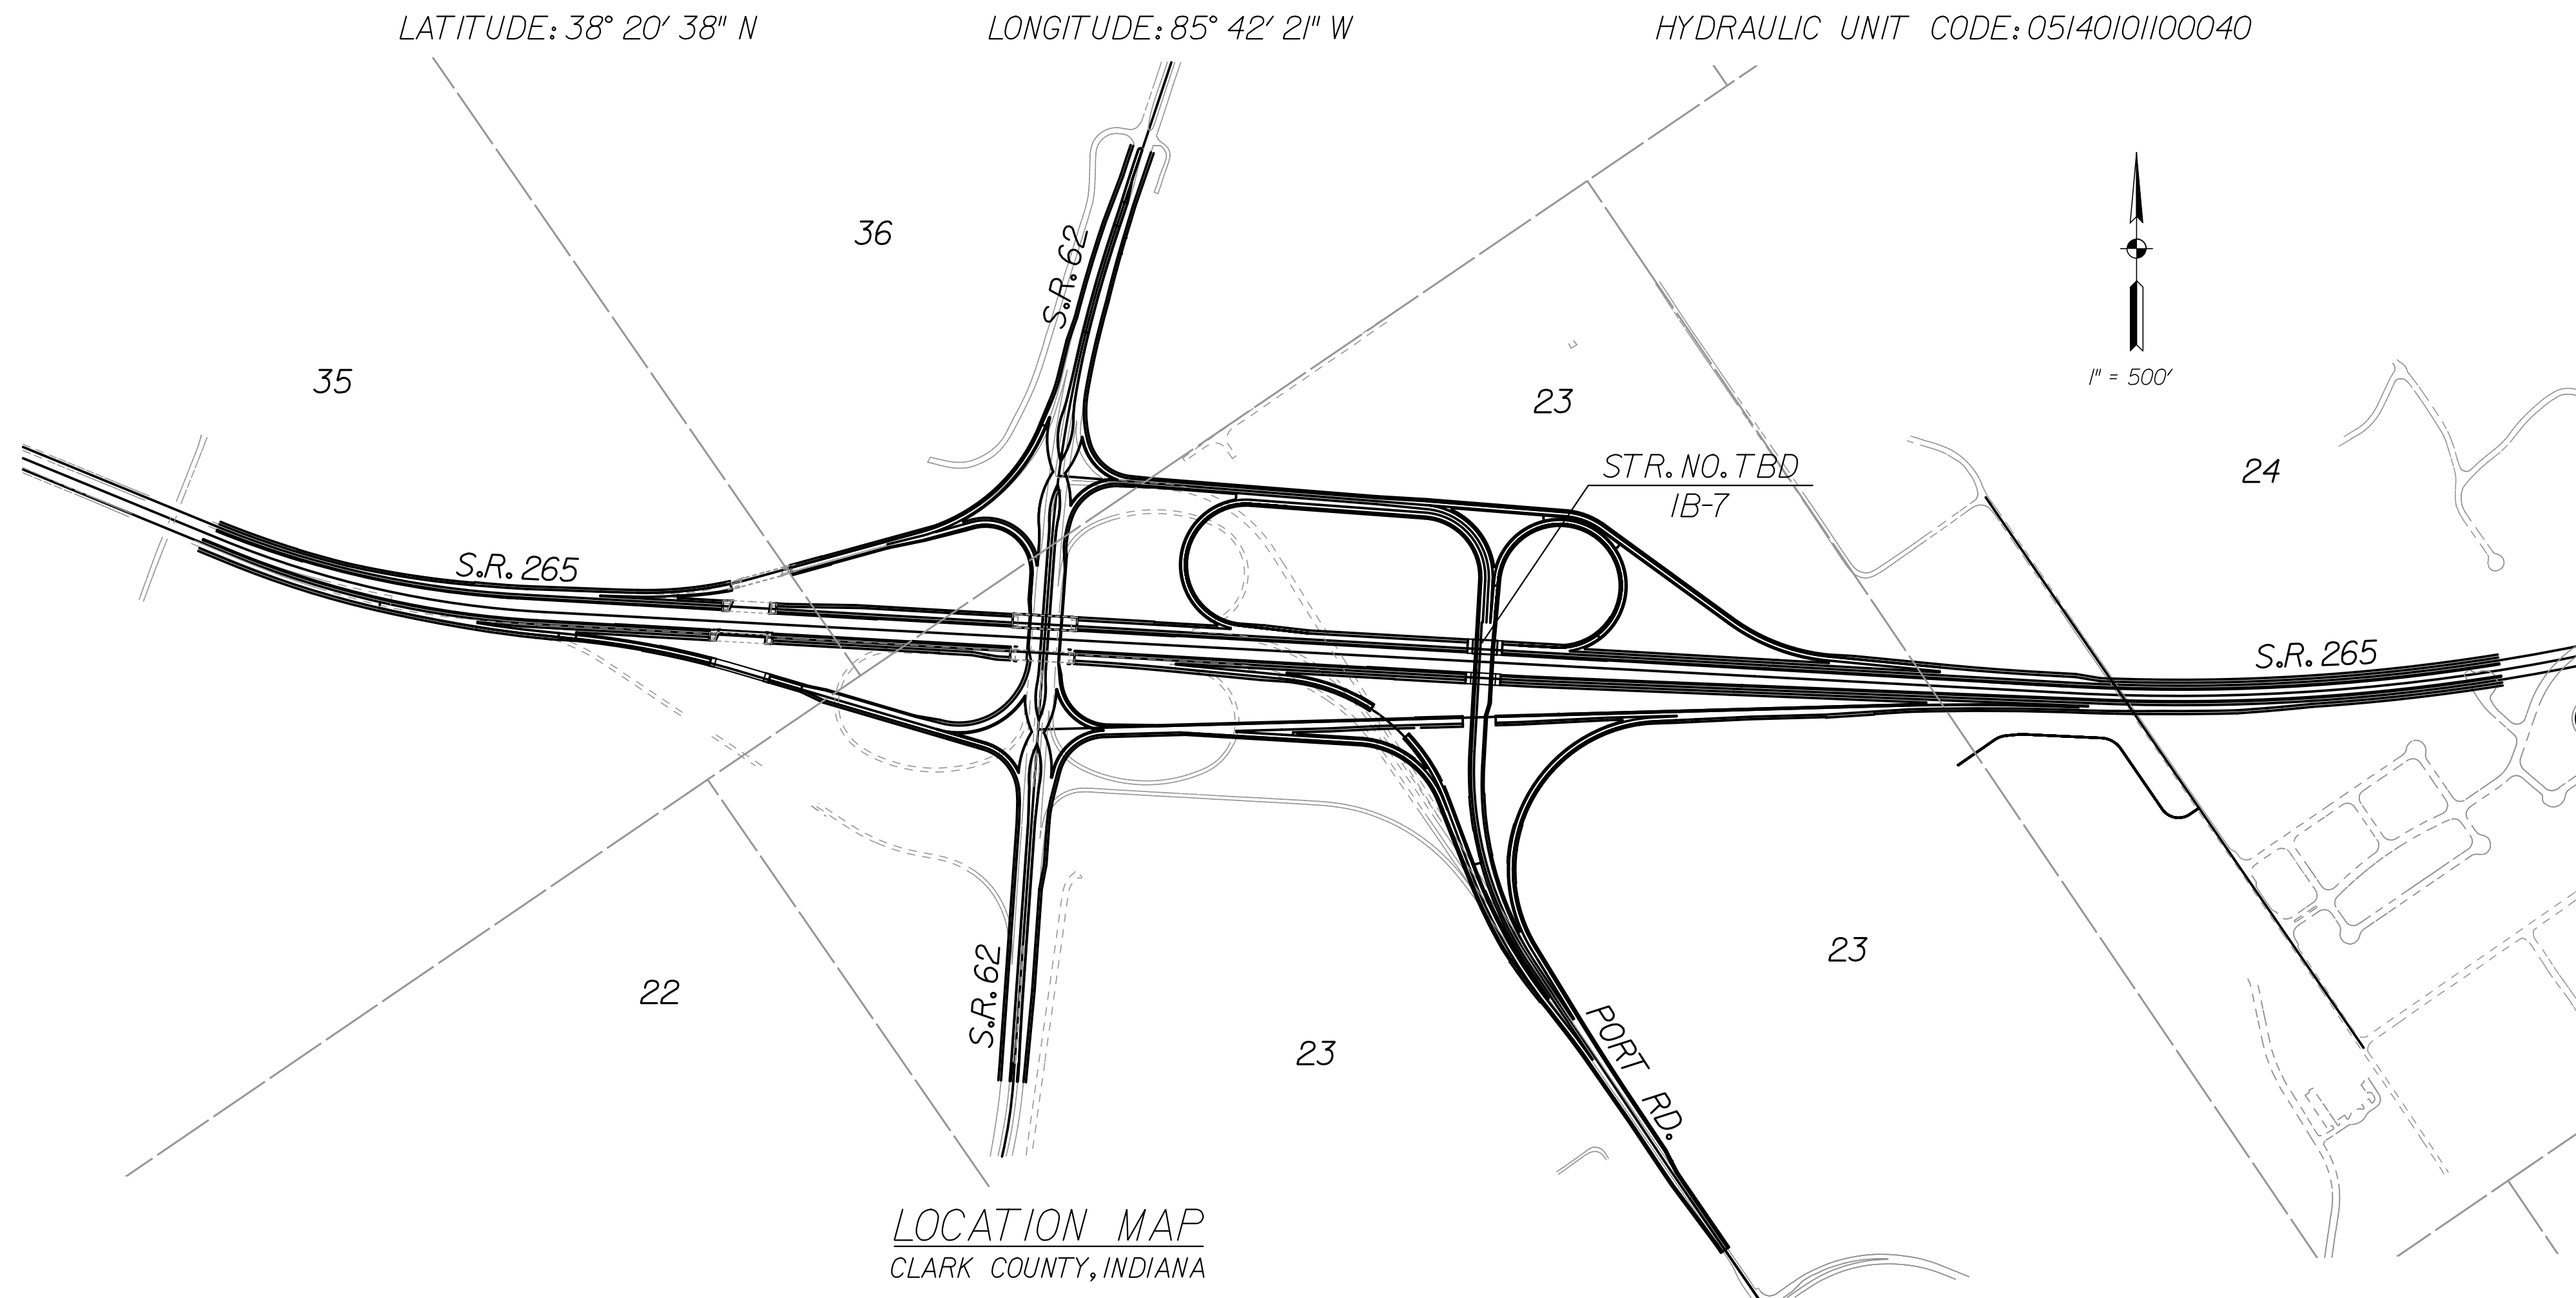 LATITUDE: 38° 20' 38" N
LONGITUDE: 85° 42' 21" W
HYDRAULIC UNIT CODE: 05140101100040
36
S.R. 62
35
1" = 500'
23
STR. NO. TBD
IB-7
24
S.R. 265
S.R. 265
22
S.R. 62
23
PORT RD.
23
LOCATION MAP
CLARK COUNTY, INDIANA